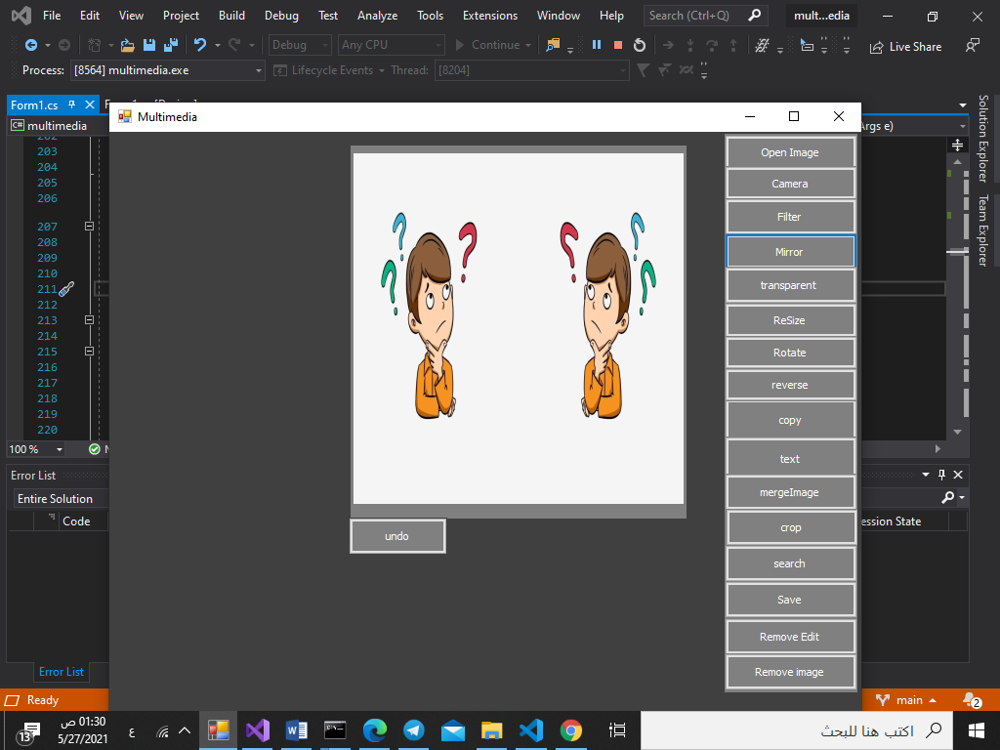 File Edit View Project Build Debug Test Analyze Tools Extensions Window Help Search (Ctrl+Q) mult...edia
Debug Any CPU Continue Live Share
Process: [8564] multimedia.exe Lifecycle Events Thread: [8204]
Form1.cs
C# multimedia
Args e)
203
204
205
206
207
208
209
210
211
212
213
214
215
216
217
218
219
220
100 %
Error List
Entire Solution
Code
ession State
Error List
Solution Explorer
Team Explorer
Multimedia
Open Image
Camera
Filter
Mirror
transparent
ReSize
Rotate
reverse
copy
text
mergeImage
crop
search
Save
Remove Edit
Remove image
undo
Ready
main
2
13
01:30 ص
5/27/2021
ع
اكتب هنا للبحث